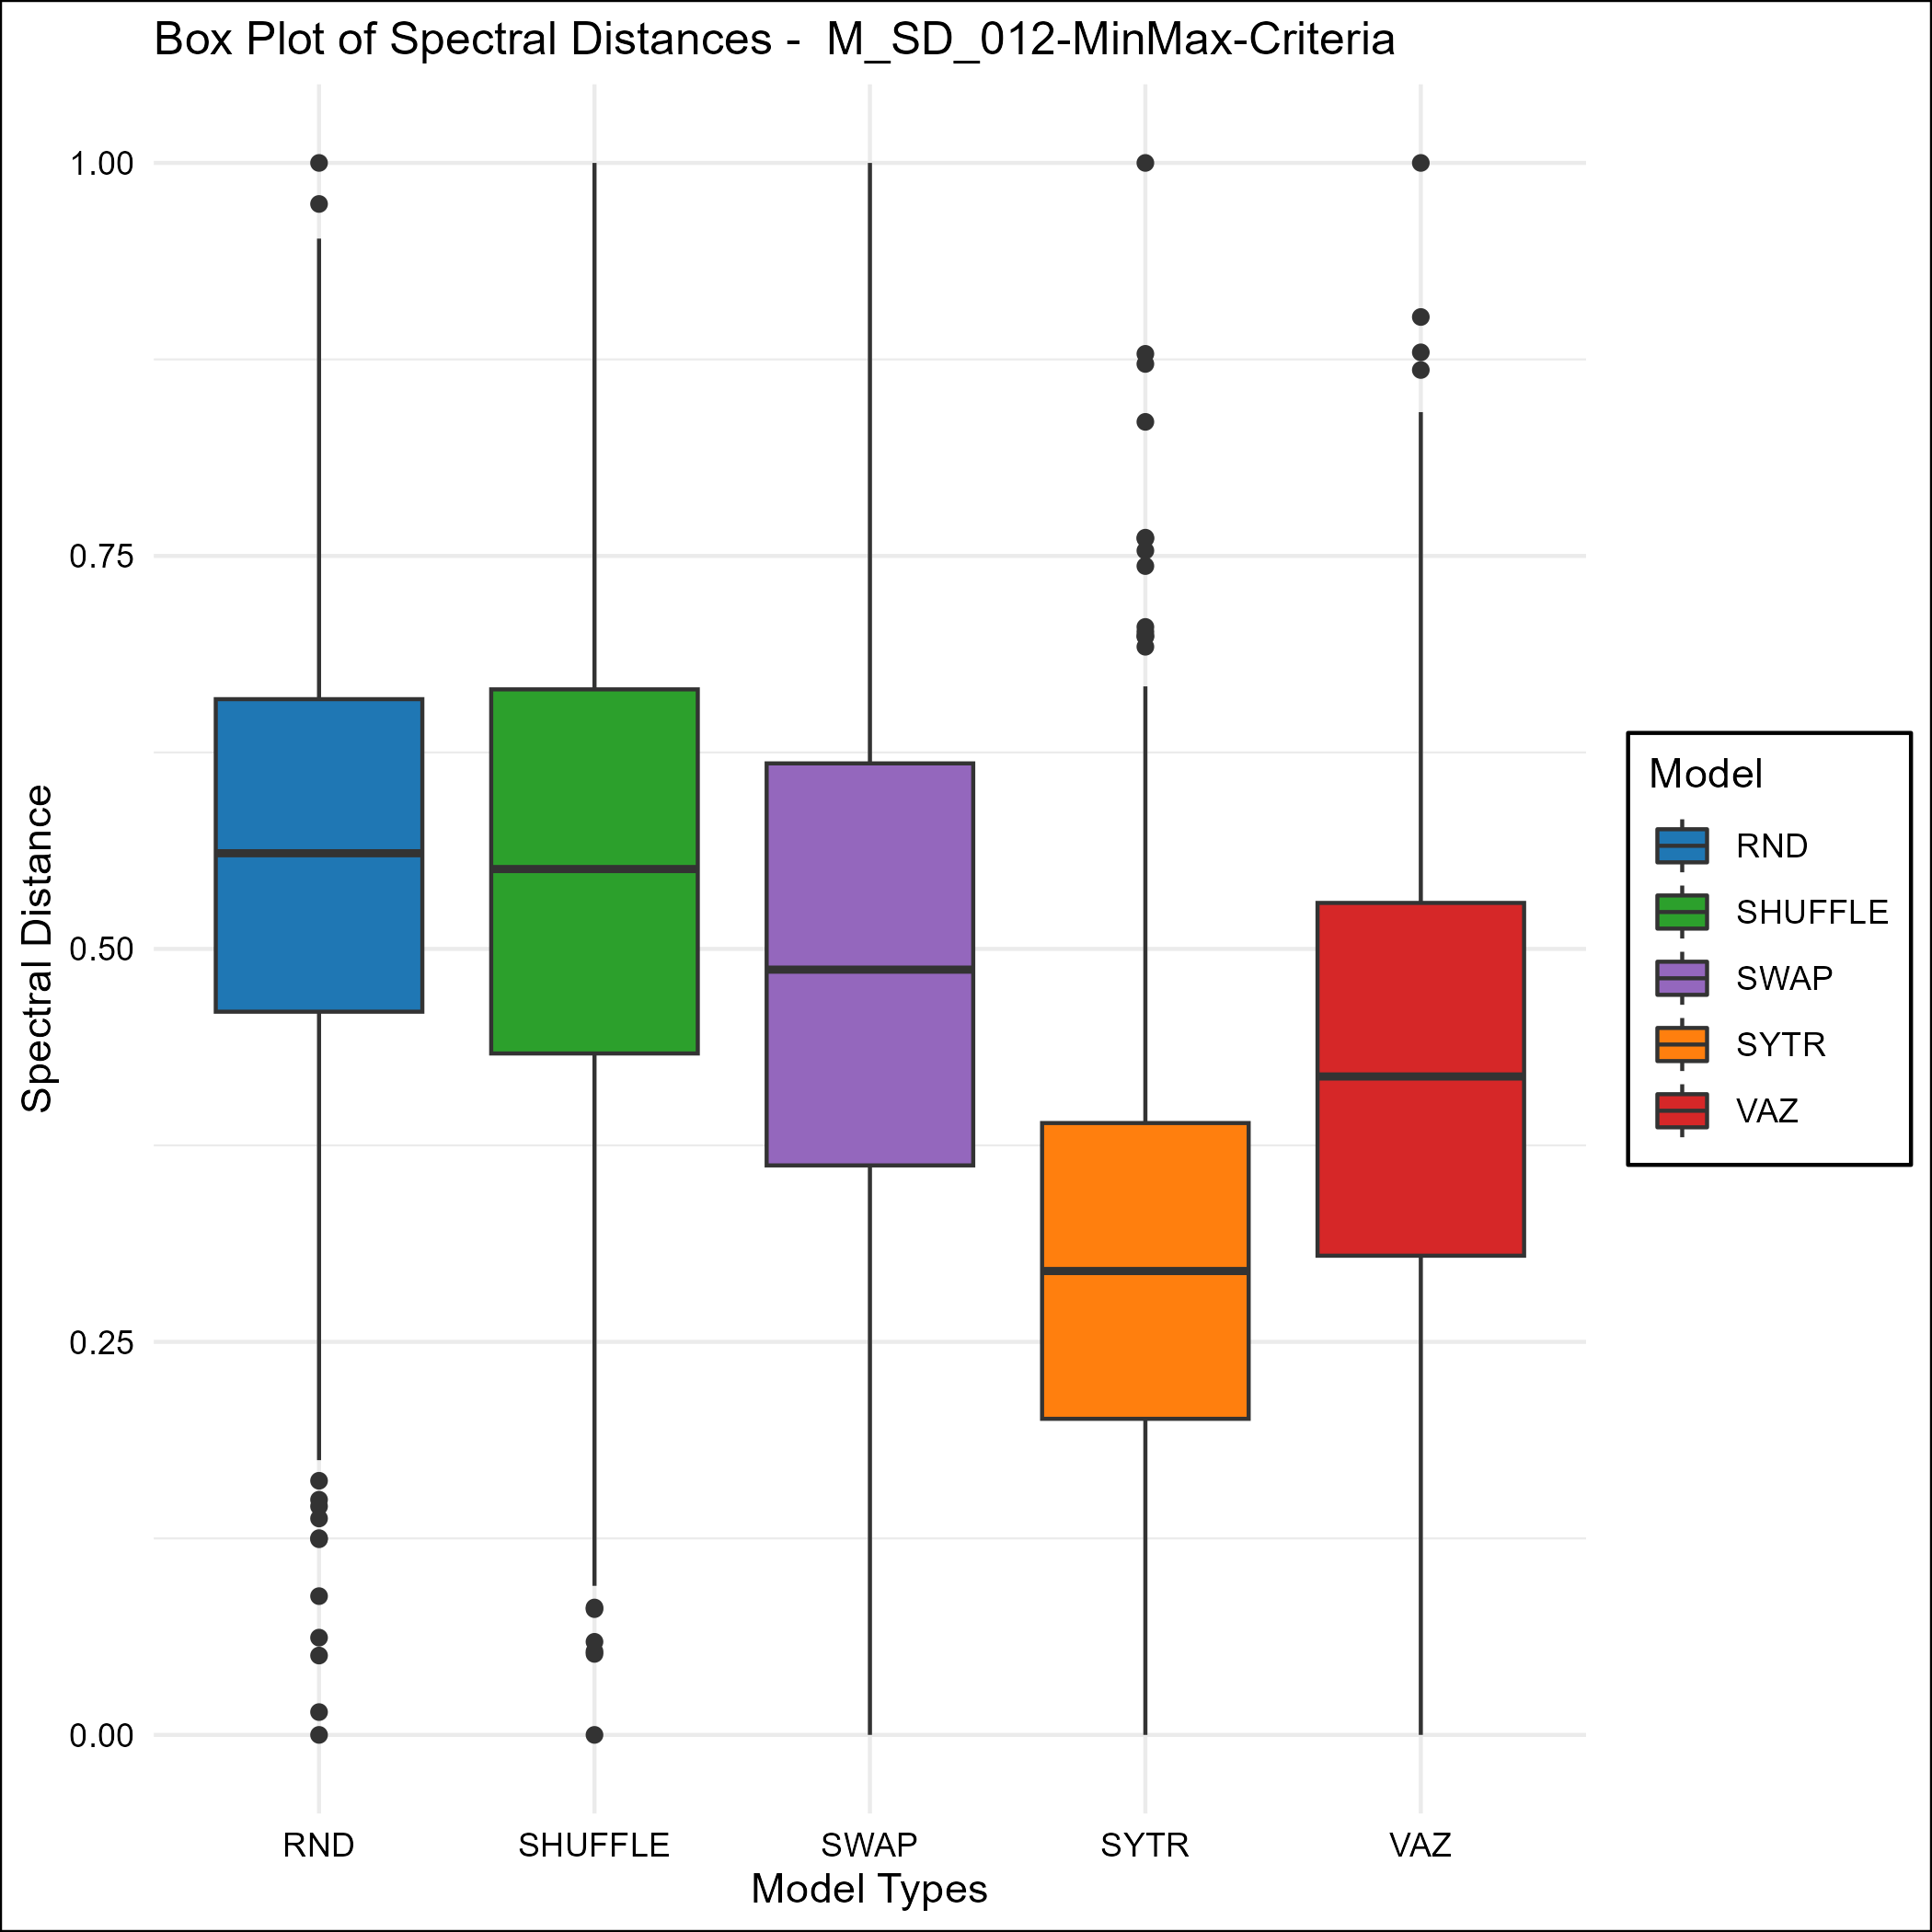 Box Plot of Spectral Distances -  M_SD_012-MinMax-Criteria
1.00
0.75
0.50
0.25
0.00
Spectral Distance
RND
SHUFFLE
SWAP
SYTR
VAZ
Model Types
Model
RND
SHUFFLE
SWAP
SYTR
VAZ